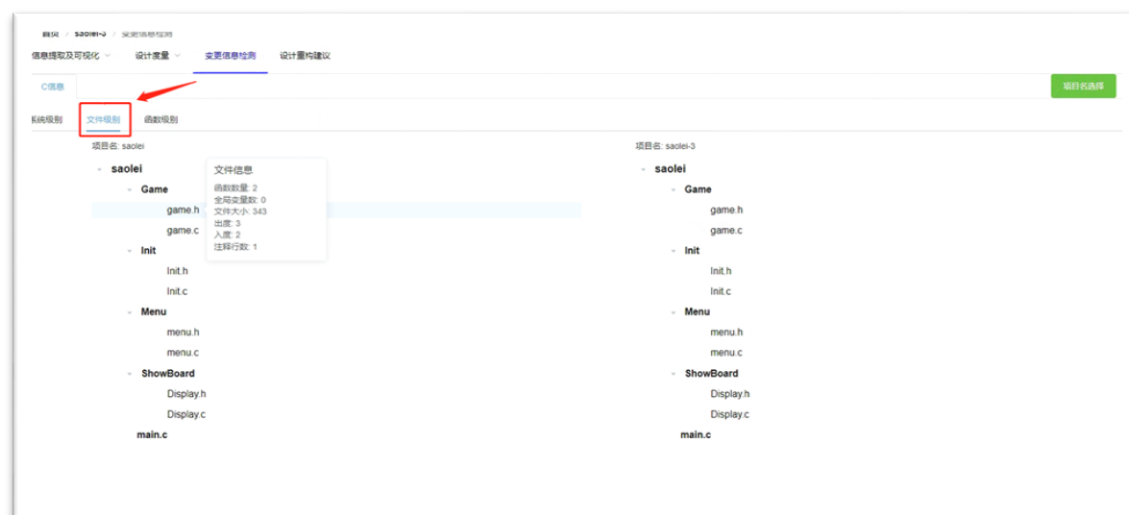 首页 / saolei-3 / 变更信息检测
信息提取及可视化 设计度量 变更信息检测 设计重构建议
C信息 项目名选择
系统级别 文件级别 函数级别
项目名: saolei 项目名: saolei-3
saolei 文件信息 saolei
Game 函数数量: 2 Game
全局变量数: 0
game.h 文件大小: 343 game.h
出度: 3
game.c 入度: 2 game.c
Init 注释行数: 1 Init
Init.h Init.h
Init.c Init.c
Menu Menu
menu.h menu.h
menu.c menu.c
ShowBoard ShowBoard
Display.h Display.h
Display.c Display.c
main.c main.c